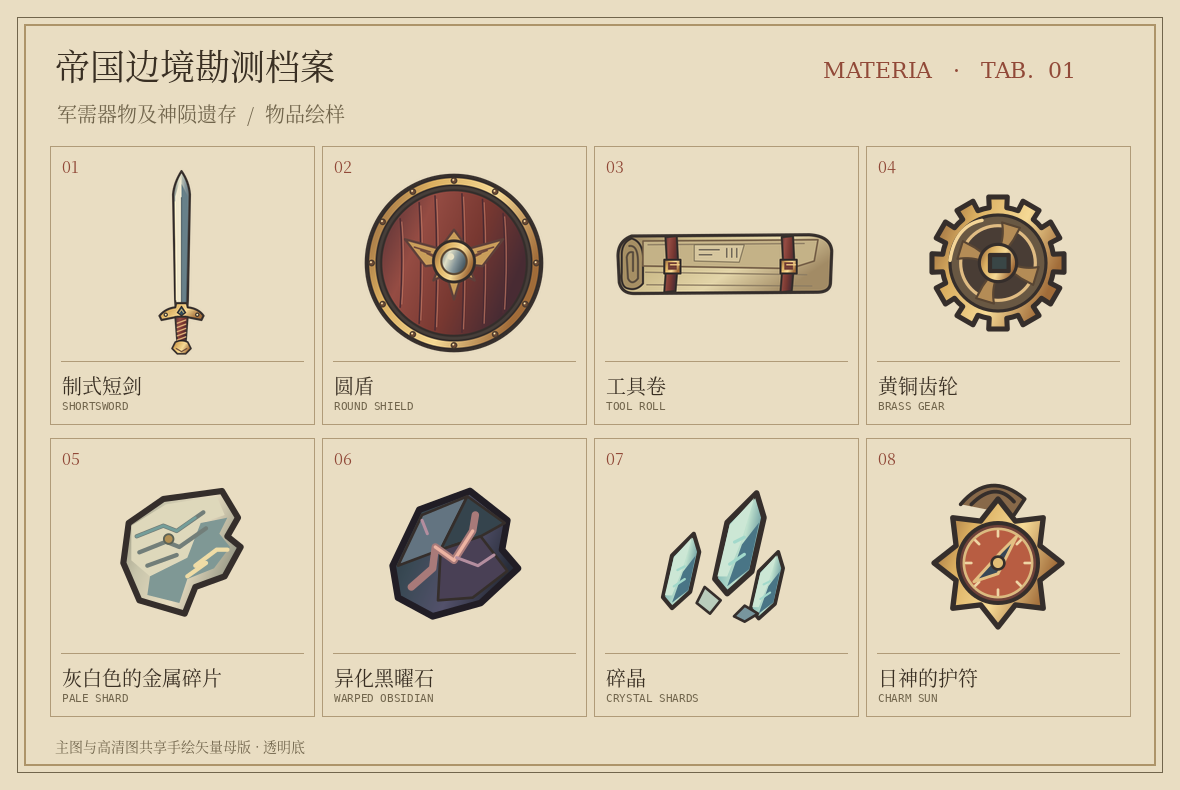 帝国边境勘测档案
MATERIA · TAB. 01
军需器物及神陨遗存 / 物品绘样
01
02
03
04
制式短剑
SHORTSWORD
圆盾
ROUND SHIELD
工具卷
TOOL ROLL
黄铜齿轮
BRASS GEAR
05
06
07
08
灰白色的金属碎片
PALE SHARD
异化黑曜石
WARPED OBSIDIAN
碎晶
CRYSTAL SHARDS
日神的护符
CHARM SUN
主图与高清图共享手绘矢量母版 · 透明底